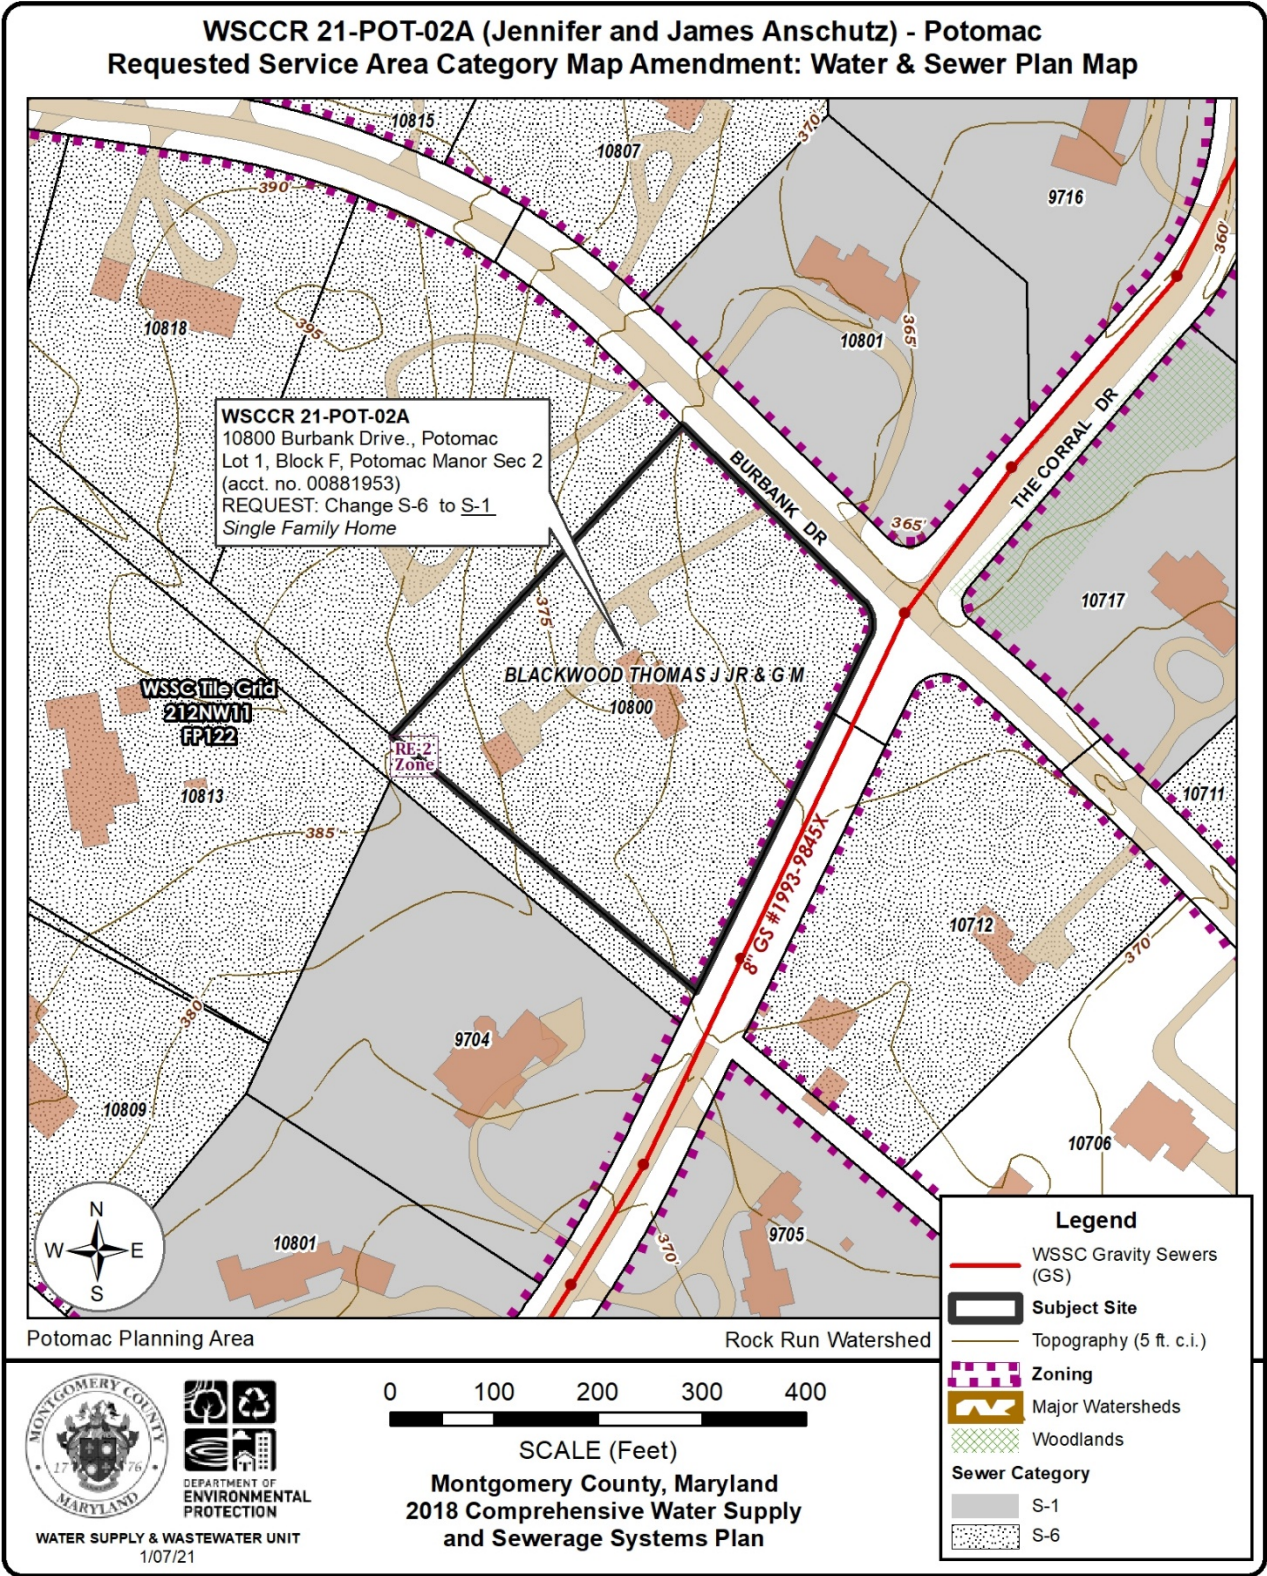 WSCCR 21-POT-02A (Jennifer and James Anschutz) - Potomac
Requested Service Area Category Map Amendment: Water & Sewer Plan Map
10815
10807
370
9716
390
360
10818
395
10801
365
WSCCR 21-POT-02A
10800 Burbank Drive., Potomac
Lot 1, Block F, Potomac Manor Sec 2
(acct. no. 00881953)
REQUEST: Change S-6 to S-1
Single Family Home
BURBANK DR
THE CORRAL DR
365
375
10717
BLACKWOOD THOMAS J JR & G M
10800
WSSC Tile Grid
212NW11
FP122
RE-2
Zone
10813
10711
385
8" GS #1993-9845X
10712
370
380
9704
10809
10706
10801
9705
370
N
W
E
S
Legend
WSSC Gravity Sewers
(GS)
Subject Site
Topography (5 ft. c.i.)
Zoning
Major Watersheds
Woodlands
Sewer Category
S-1
S-6
Potomac Planning Area
Rock Run Watershed
MONTGOMERY COUNTY
17 76
MARYLAND
DEPARTMENT OF
ENVIRONMENTAL
PROTECTION
WATER SUPPLY & WASTEWATER UNIT
1/07/21
0 100 200 300 400
SCALE (Feet)
Montgomery County, Maryland
2018 Comprehensive Water Supply
and Sewerage Systems Plan